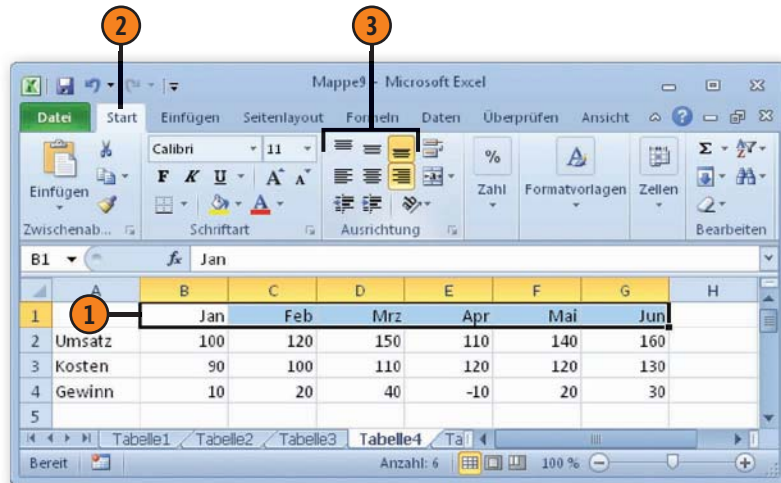 2 3
Mappe9 - Microsoft Excel
Datei Start Einfügen Seitenlayout Formeln Daten Überprüfen Ansicht
Einfügen
Calibri 11
F K U A A
A
%
Zahl
Formatvorlagen
Zellen
Σ
Zwischenab... Schriftart Ausrichtung Bearbeiten
B1 fx Jan
A B C D E F G H
1
1 Jan Feb Mrz Apr Mai Jun
2 Umsatz 100 120 150 110 140 160
3 Kosten 90 100 110 120 120 130
4 Gewinn 10 20 40 -10 20 30
5
Tabelle1 Tabelle2 Tabelle3 Tabelle4 Ta
Bereit Anzahl: 6 100 %